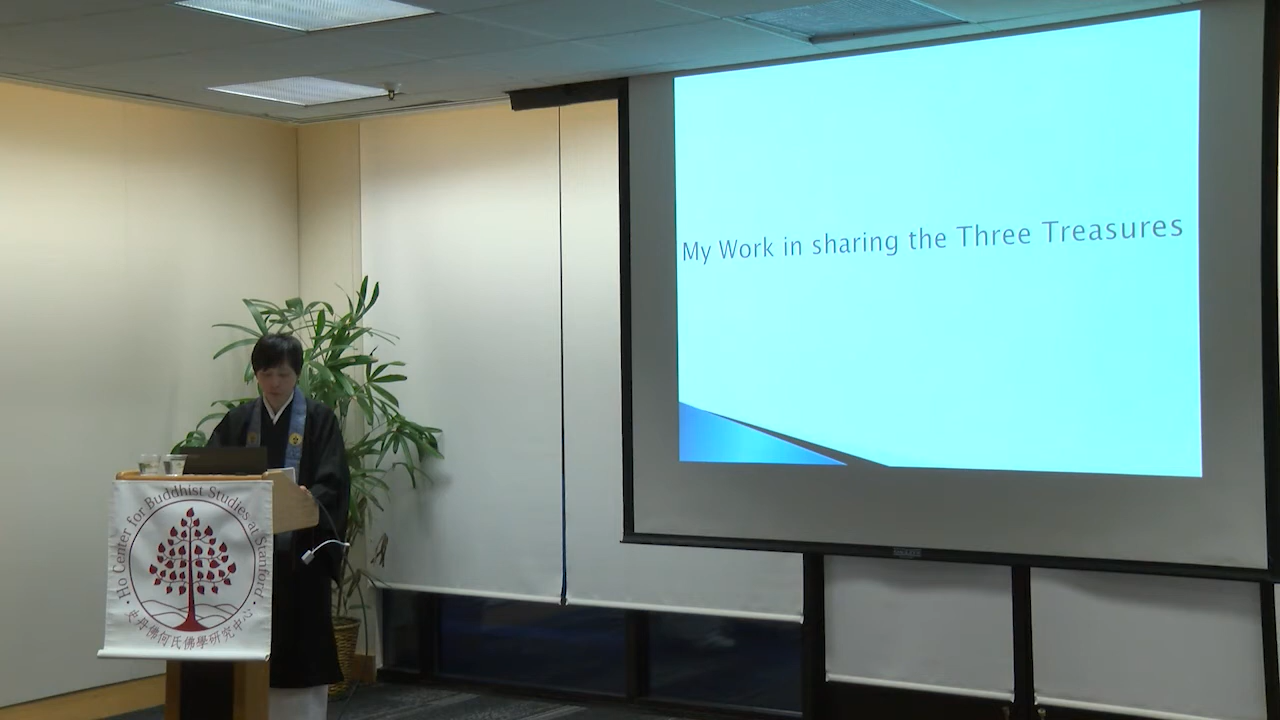 My Work in sharing the Three Treasures
Ho Center for Buddhist Studies at Stanford
史丹佛何氏佛學研究中心